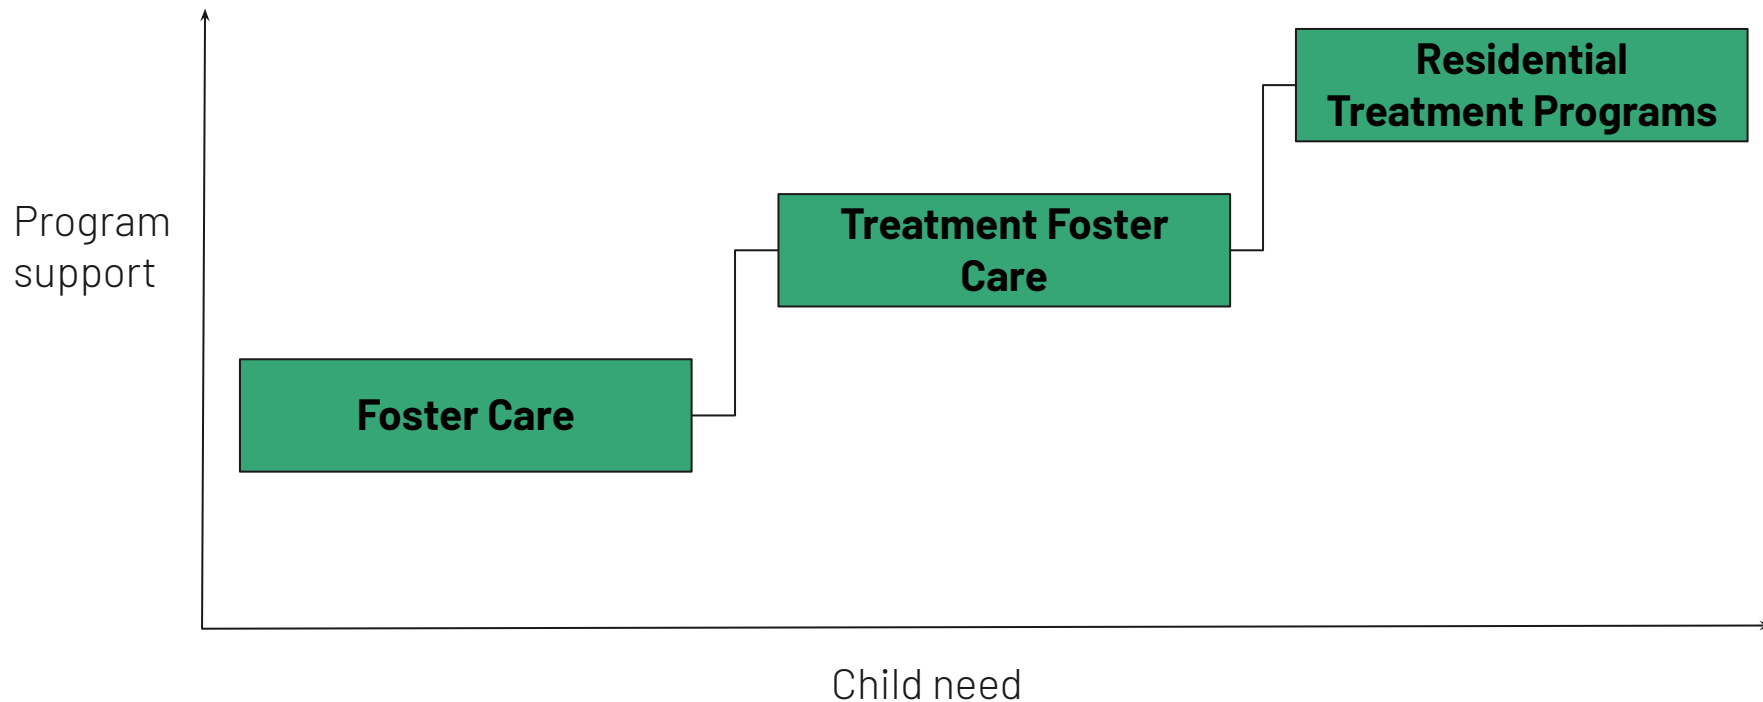 Residential
Treatment Programs
Program
support
Treatment Foster
Care
Foster Care
Child need